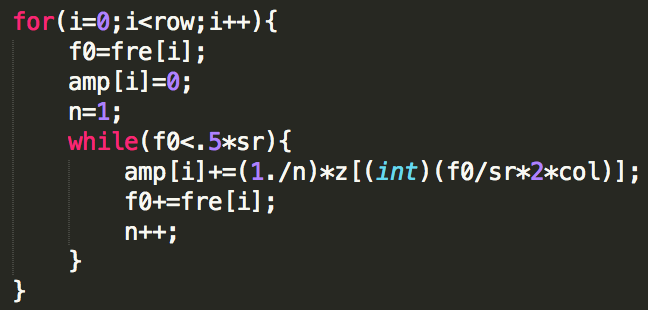 for(i=0;i<row;i++){
    f0=fre[i];
    amp[i]=0;
    n=1;
    while(f0<.5*sr){
        amp[i]+=(1./n)*z[(int)(f0/sr*2*col)];
        f0+=fre[i];
        n++;
    }
}